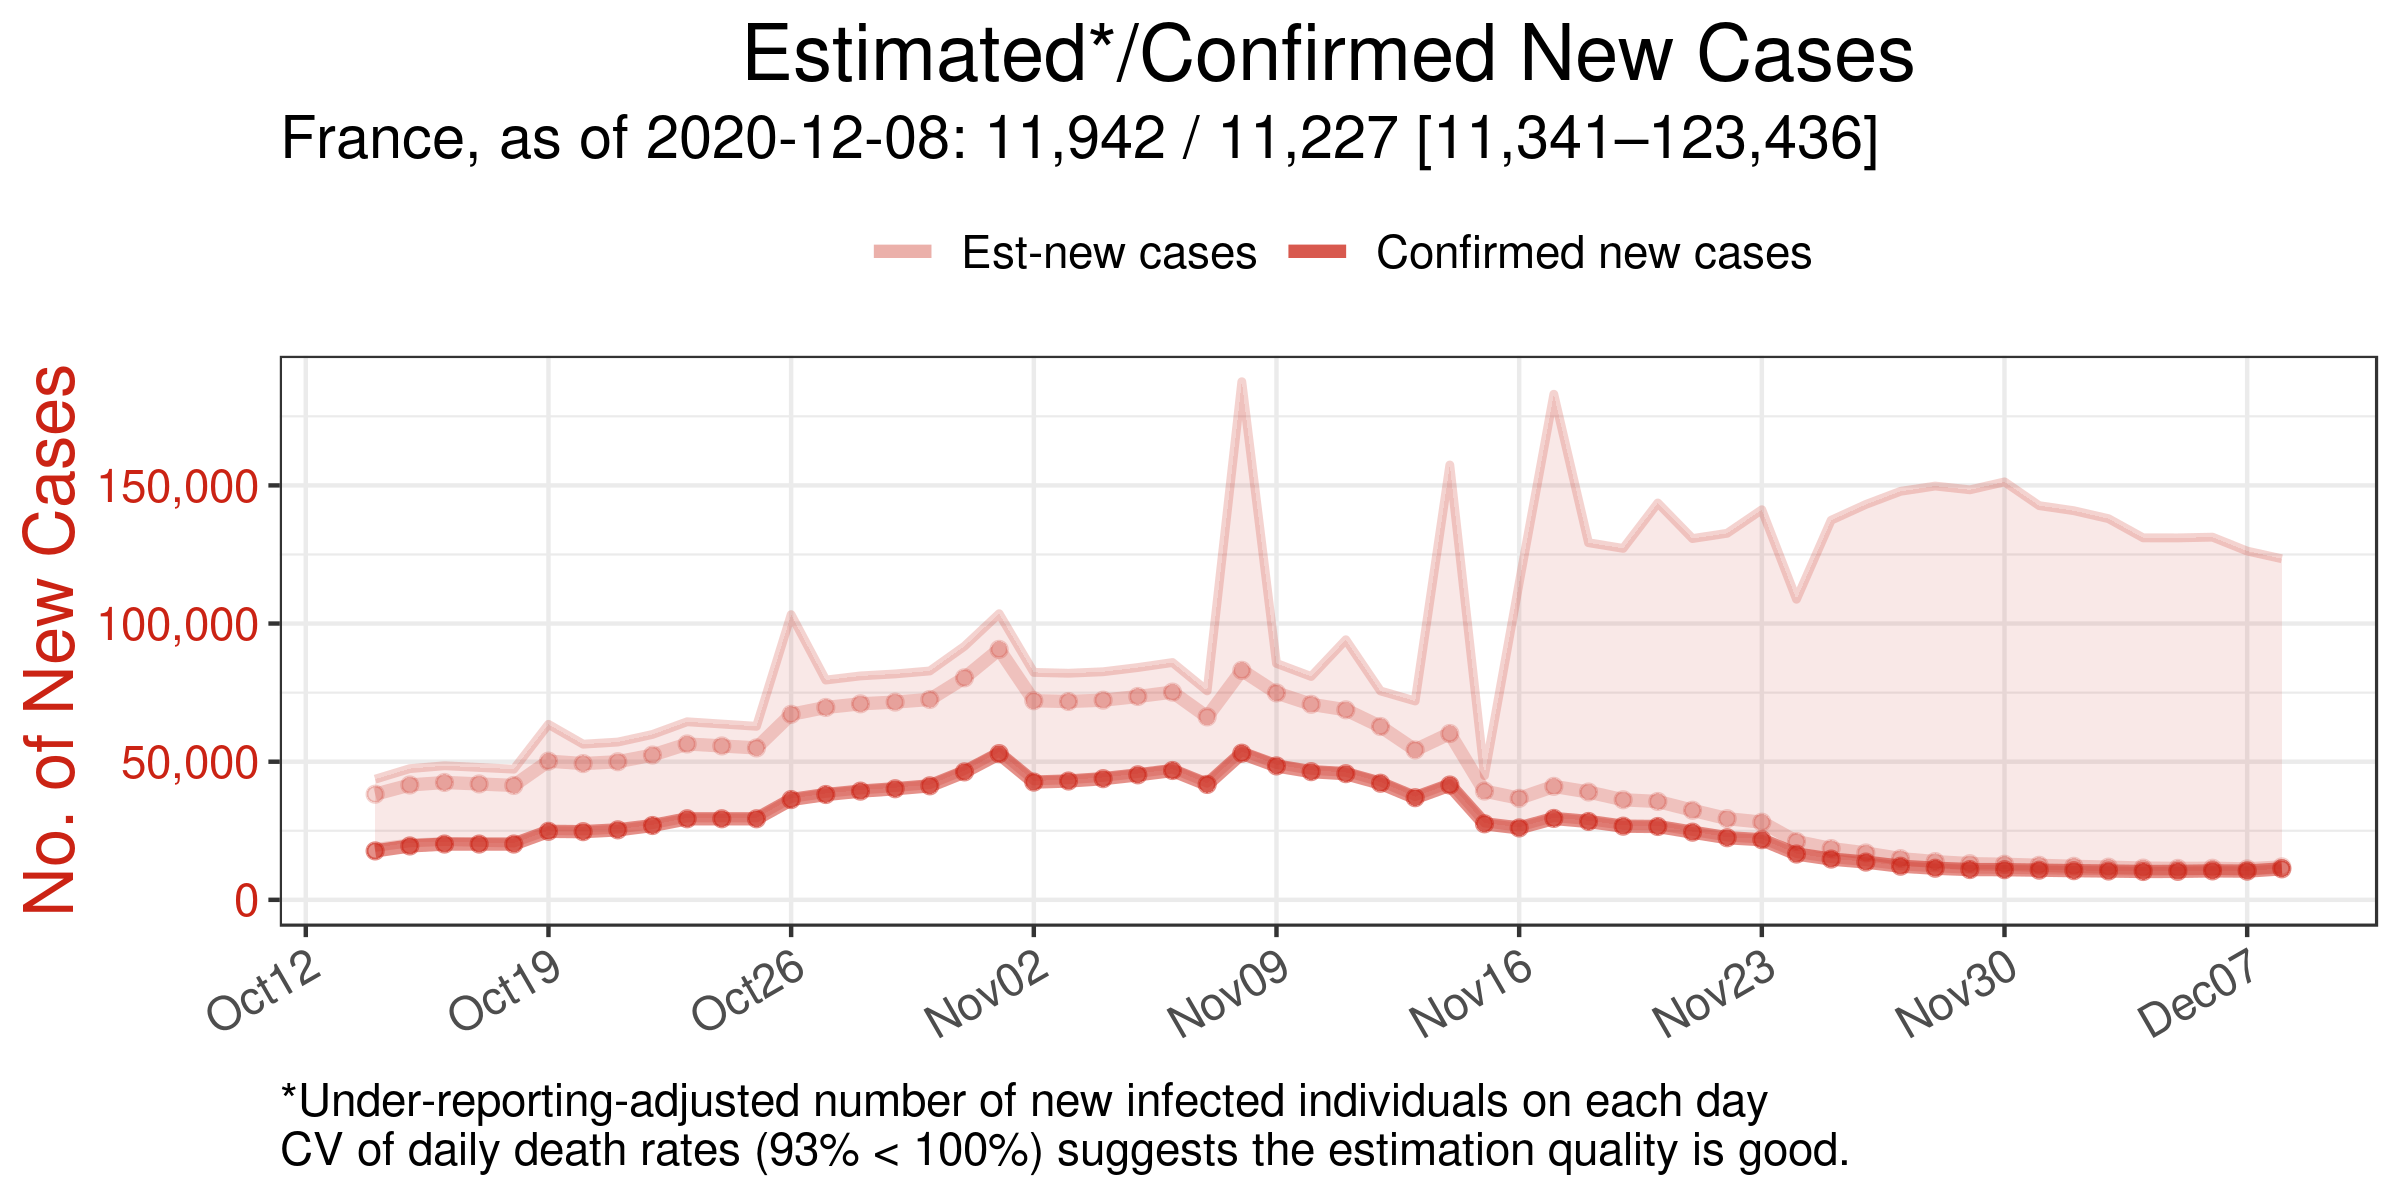 Estimated*/Confirmed New Cases
France, as of 2020-12-08: 11,942 / 11,227 [11,341–123,436]
Est-new cases Confirmed new cases
No. of New Cases
150,000
100,000
50,000
0
Oct12 Oct19 Oct26 Nov02 Nov09 Nov16 Nov23 Nov30 Dec07
*Under-reporting-adjusted number of new infected individuals on each day
CV of daily death rates (93% < 100%) suggests the estimation quality is good.